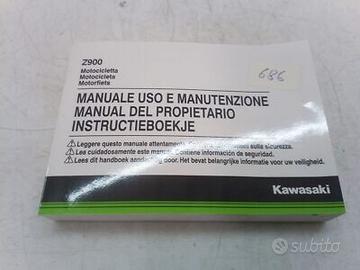 Z900
Motocicletta
Motocicleta
Motorfiets
686
MANUALE USO E MANUTENZIONE
MANUAL DEL PROPIETARIO
INSTRUCTIEBOEKJE
Leggere questo manuale attentamente. sulla sicurezza.
Lea cuidadosamente este manual. Contiene información de seguridad.
Lees dit handboek aandachtig door. Het bevat belangrijke informatie voor uw veiligheid.
Kawasaki
subito